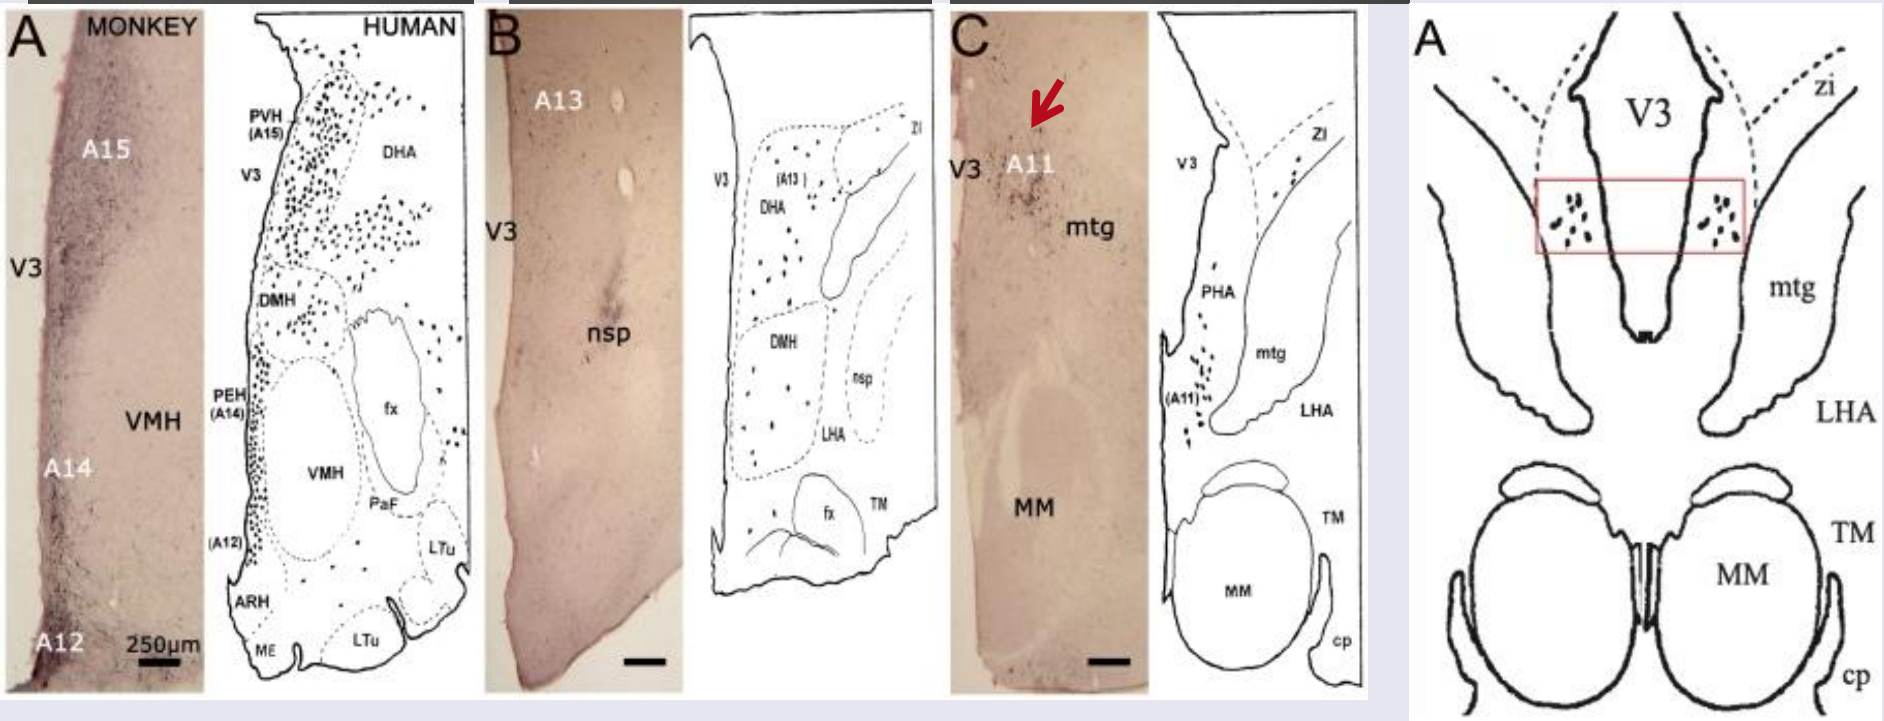 A
MONKEY
A15
V3
VMH
A14
A12
250μm
HUMAN
PVH
(A15)
V3
DHA
DMH
PEH
(A14)
fx
VMH
PaF
(A12)
LTu
ARH
ME
LTu
B
A13
V3
nsp
ZI
V3
(A13)
DHA
DMH
nsp
LHA
fx
TM
C
A11
V3
mtg
MM
V3
ZI
PHA
mtg
(A11)
LHA
TM
MM
cp
A
V3
zi
mtg
LHA
TM
MM
cp